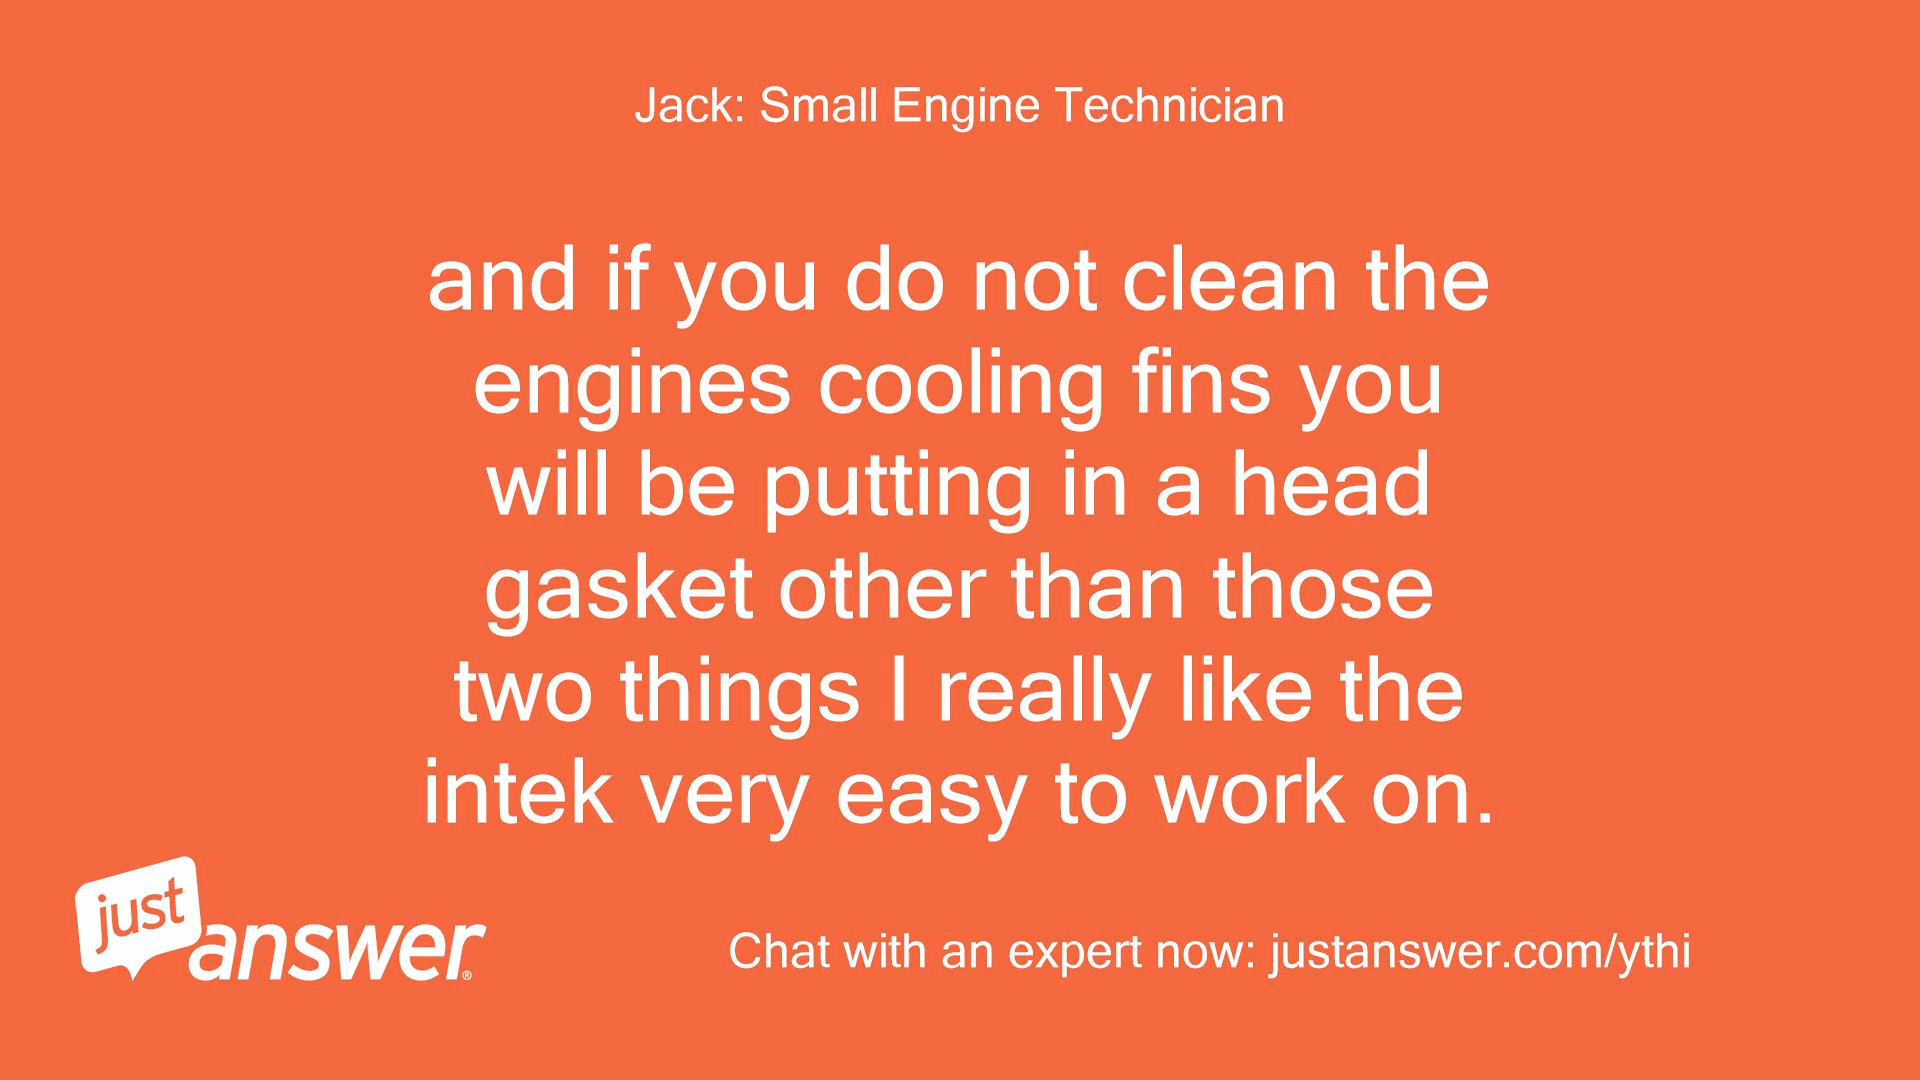 Jack: Small Engine Technician
and if you do not clean the
engines cooling fins you
will be putting in a head
gasket other than those
two things I really like the
intek very easy to work on.
just
answer®
Chat with an expert now: justanswer.com/ythi